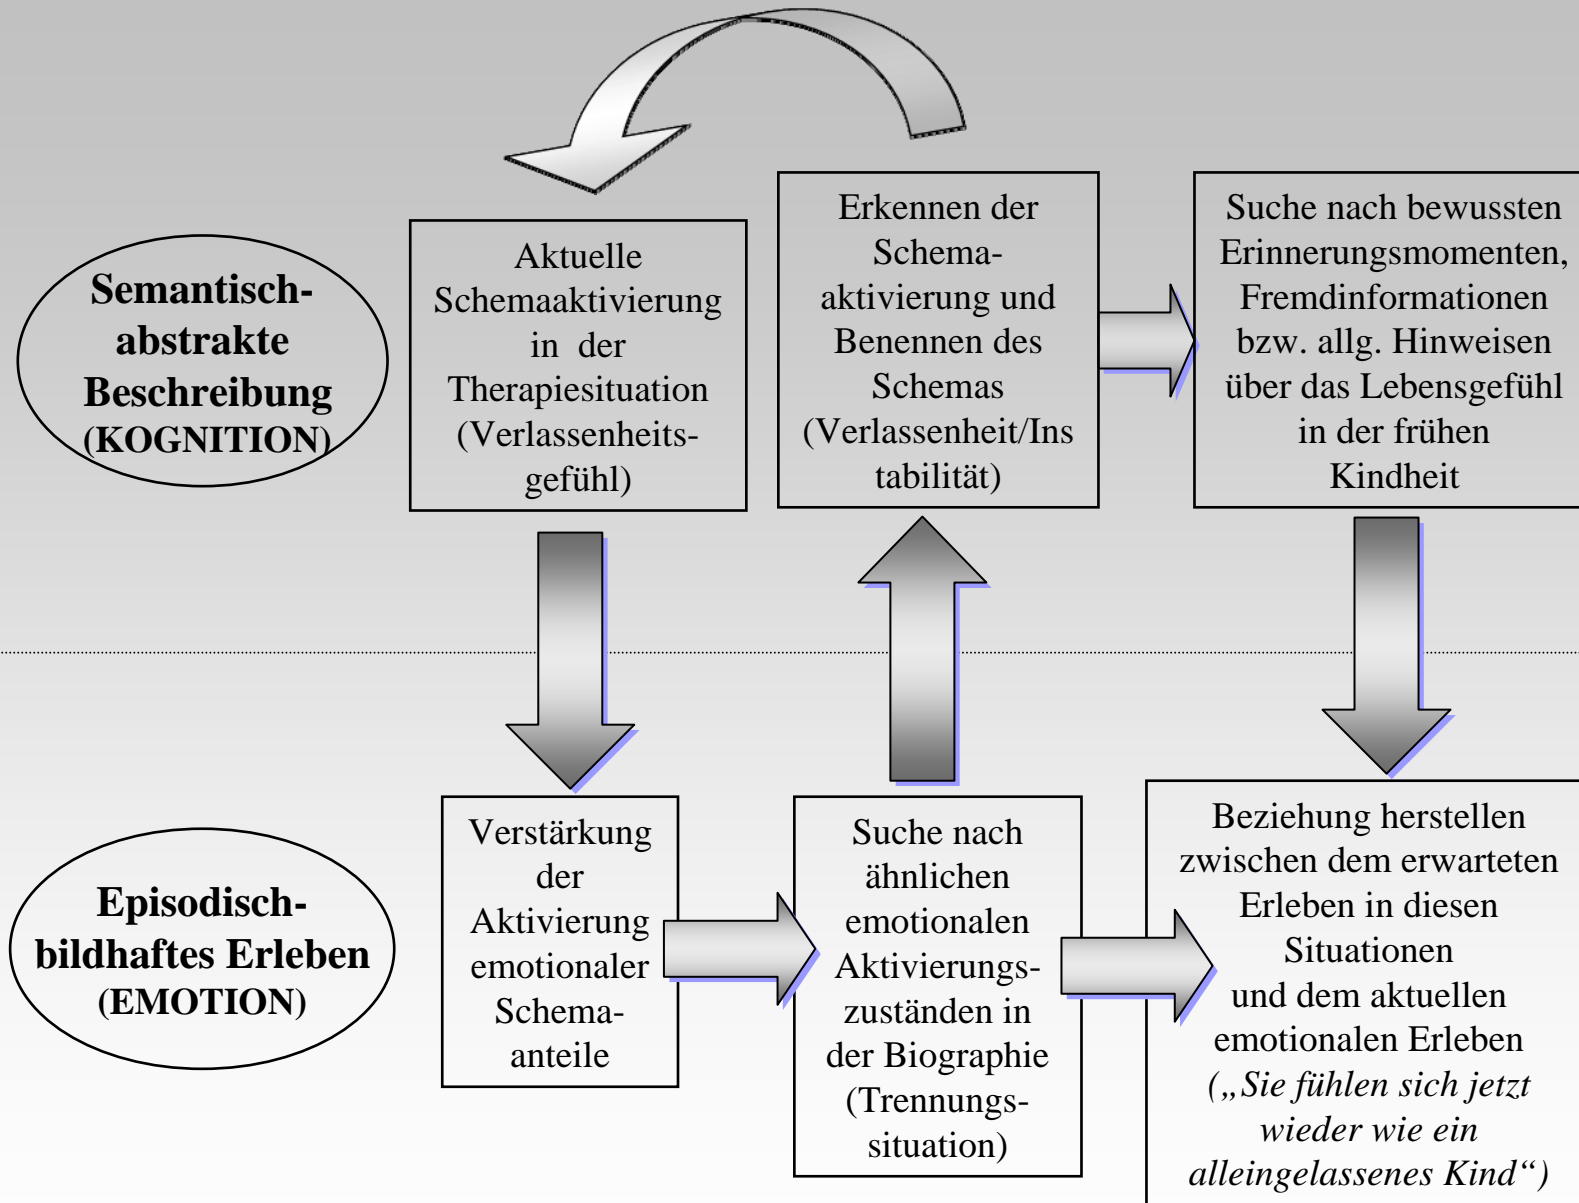 Semantisch-
abstrakte
Beschreibung
(KOGNITION)
Aktuelle
Schemaaktivierung
in der
Therapiesituation
(Verlassenheits-
gefühl)
Erkennen der
Schema-
aktivierung und
Benennen des
Schemas
(Verlassenheit/Ins
tabilität)
Suche nach bewussten
Erinnerungsmomenten,
Fremdinformationen
bzw. allg. Hinweisen
über das Lebensgefühl
in der frühen
Kindheit
Episodisch-
bildhaftes Erleben
(EMOTION)
Verstärkung
der
Aktivierung
emotionaler
Schema-
anteile
Suche nach
ähnlichen
emotionalen
Aktivierungs-
zuständen in
der Biographie
(Trennungs-
situation)
Beziehung herstellen
zwischen dem erwarteten
Erleben in diesen
Situationen
und dem aktuellen
emotionalen Erleben
(„Sie fühlen sich jetzt
wieder wie ein
alleingelassenes Kind“)